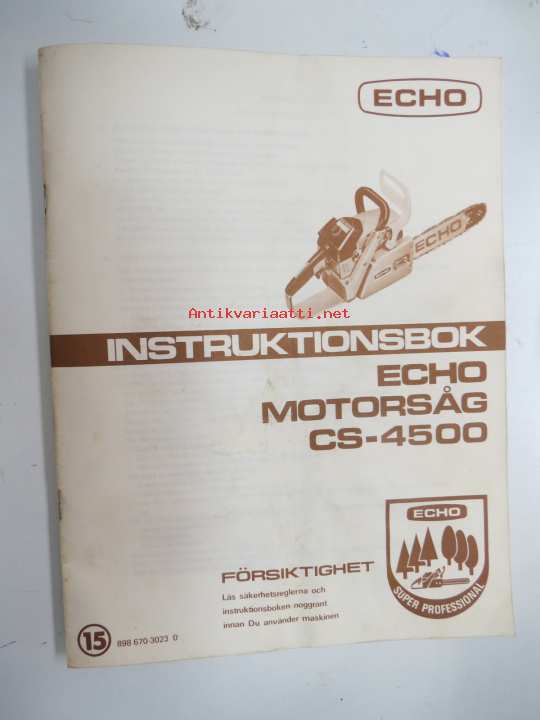 ECHO
ECHO
Antikvariaatti.net
INSTRUKTIONSBOK
ECHO
MOTORSÅG
CS-4500
ECHO
SUPER PROFESSIONAL
FÖRSIKTIGHET
Läs säkerhetsreglerna och
instruktionsboken noggrant
innan Du använder maskinen
15 898 670-3023 0